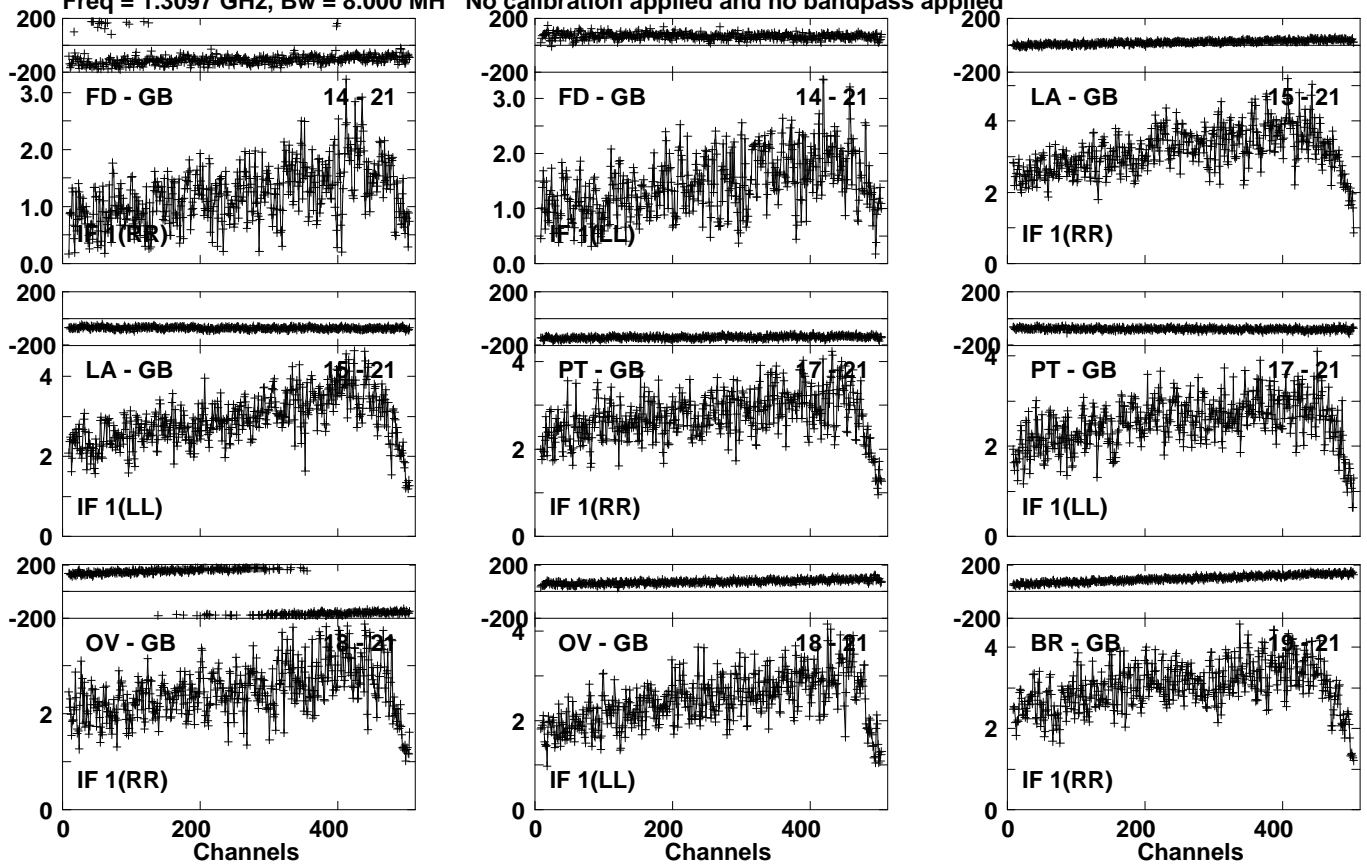 Freq = 1.3097 GHz, Bw = 8.000 MH No calibration applied and no bandpass applied
200 200 200
-200 -200 -200
3.0 2.0 1.0 0.0 FD - GB 14 - 21 IF 1(RR)
3.0 2.0 1.0 0.0 FD - GB 14 - 21 IF 1(LL)
4 2 0 LA - GB 15 - 21 IF 1(RR)
200 200 200
-200 -200 -200
4 2 0 LA - GB 15 - 21 IF 1(LL)
4 2 0 PT - GB 17 - 21 IF 1(RR)
4 2 0 PT - GB 17 - 21 IF 1(LL)
200 200 200
-200 -200 -200
2 0 OV - GB 18 - 21 IF 1(RR)
4 2 0 OV - GB 18 - 21 IF 1(LL)
4 2 0 BR - GB 19 - 21 IF 1(RR)
0 200 400 0 200 400 0 200 400
Channels Channels Channels